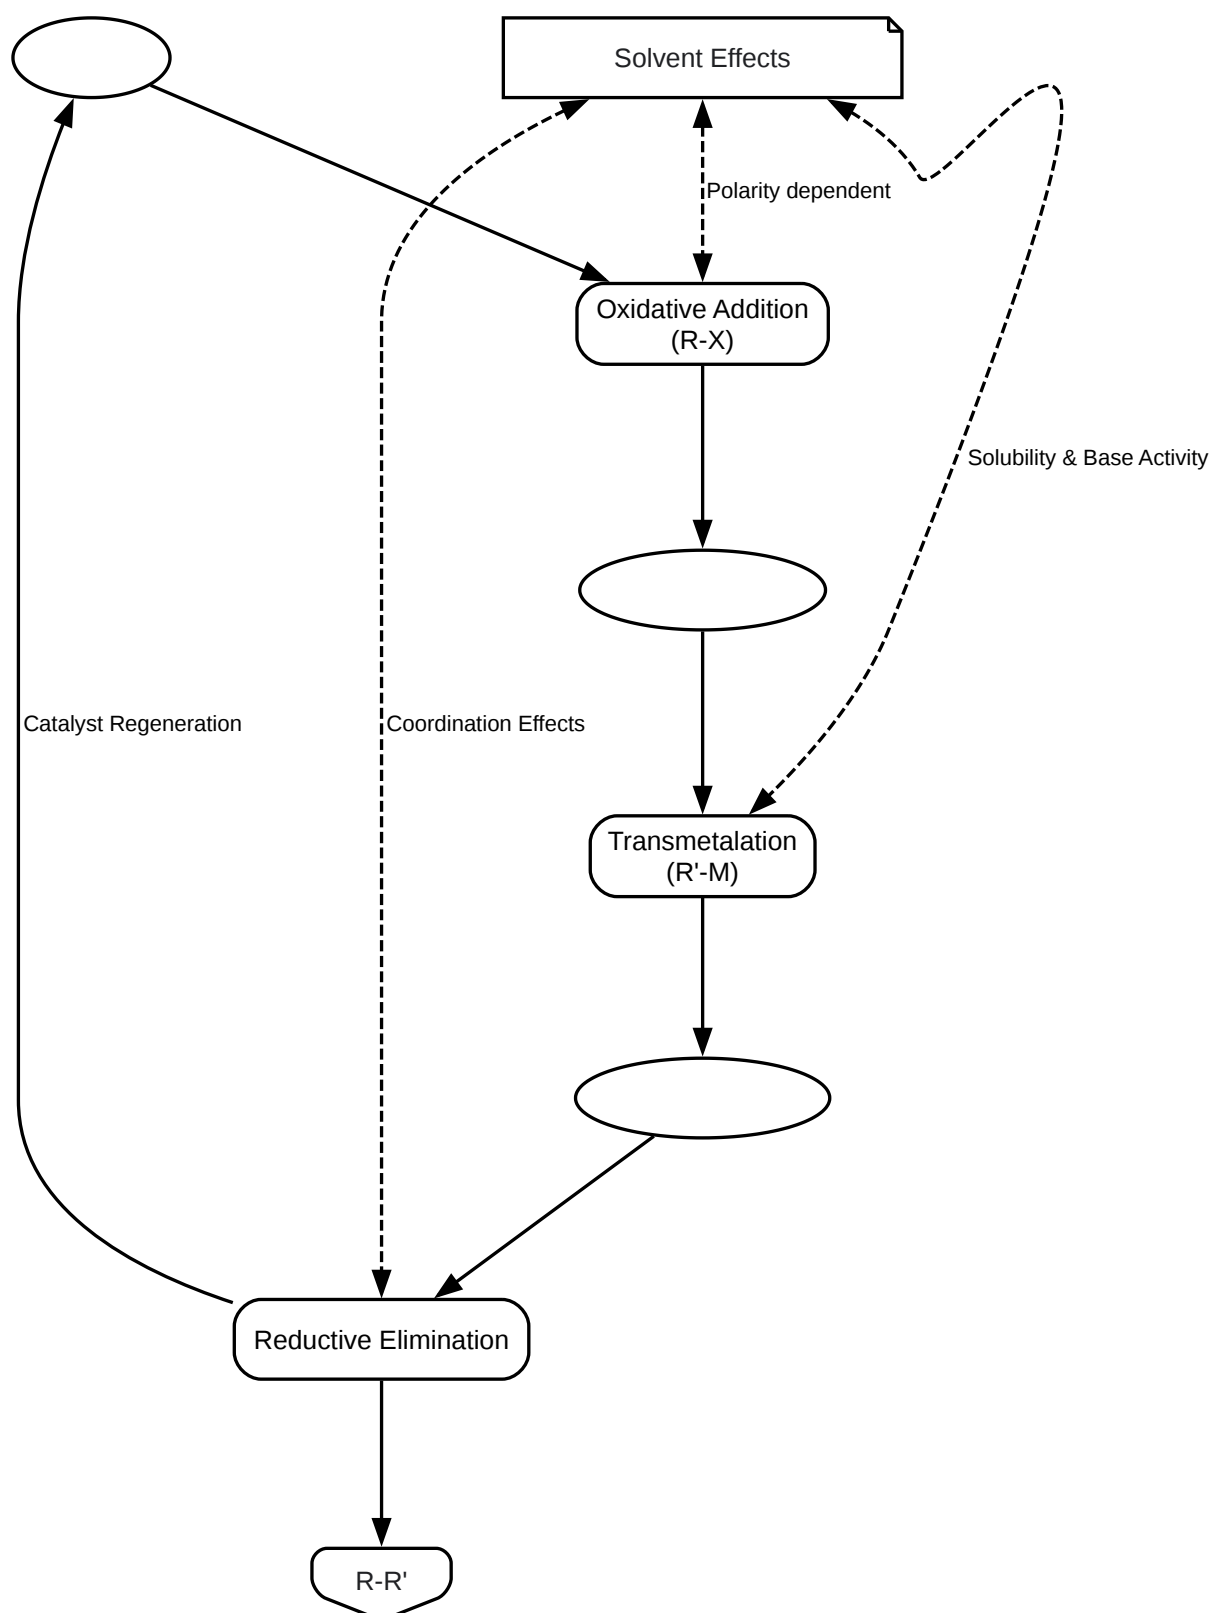 Solvent Effects
Polarity dependent
Oxidative Addition
(R-X)
Solubility & Base Activity
Catalyst Regeneration
Coordination Effects
Transmetalation
(R'-M)
Reductive Elimination
R-R'